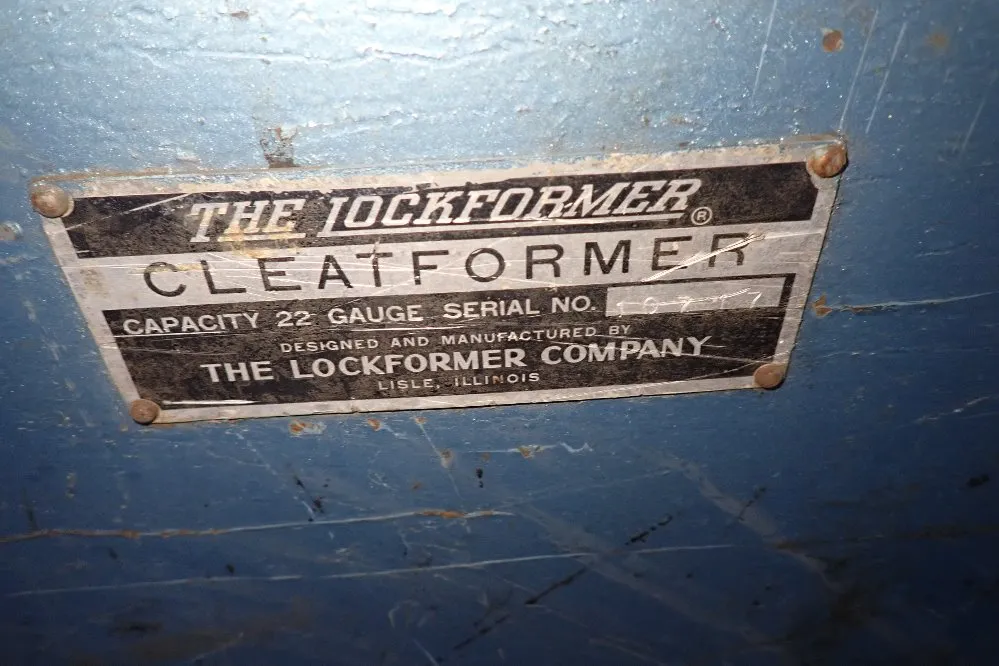 THE LOCKFORMER®
CLEATFORMER
CAPACITY 22 GAUGE SERIAL NO.
DESIGNED AND MANUFACTURED BY
THE LOCKFORMER COMPANY
LISLE, ILLINOIS